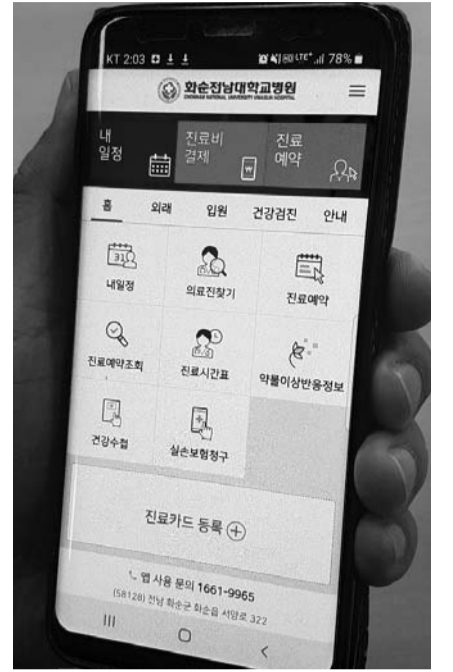 KT 2:03
LTE+ 78%
화순전남대학교병원
CHONNAM NATIONAL UNIVERSITY HWASUN HOSPITAL
내
일정
진료비
결제
진료
예약
홈 외래 입원 건강검진 안내
31
내일정 의료진찾기 진료예약
진료예약조회 진료시간표 약물이상반응정보
건강수첩 실손보험청구
진료카드 등록
앱 사용 문의 1661-9965
(58128) 전남 화순군 화순읍 서양로 322